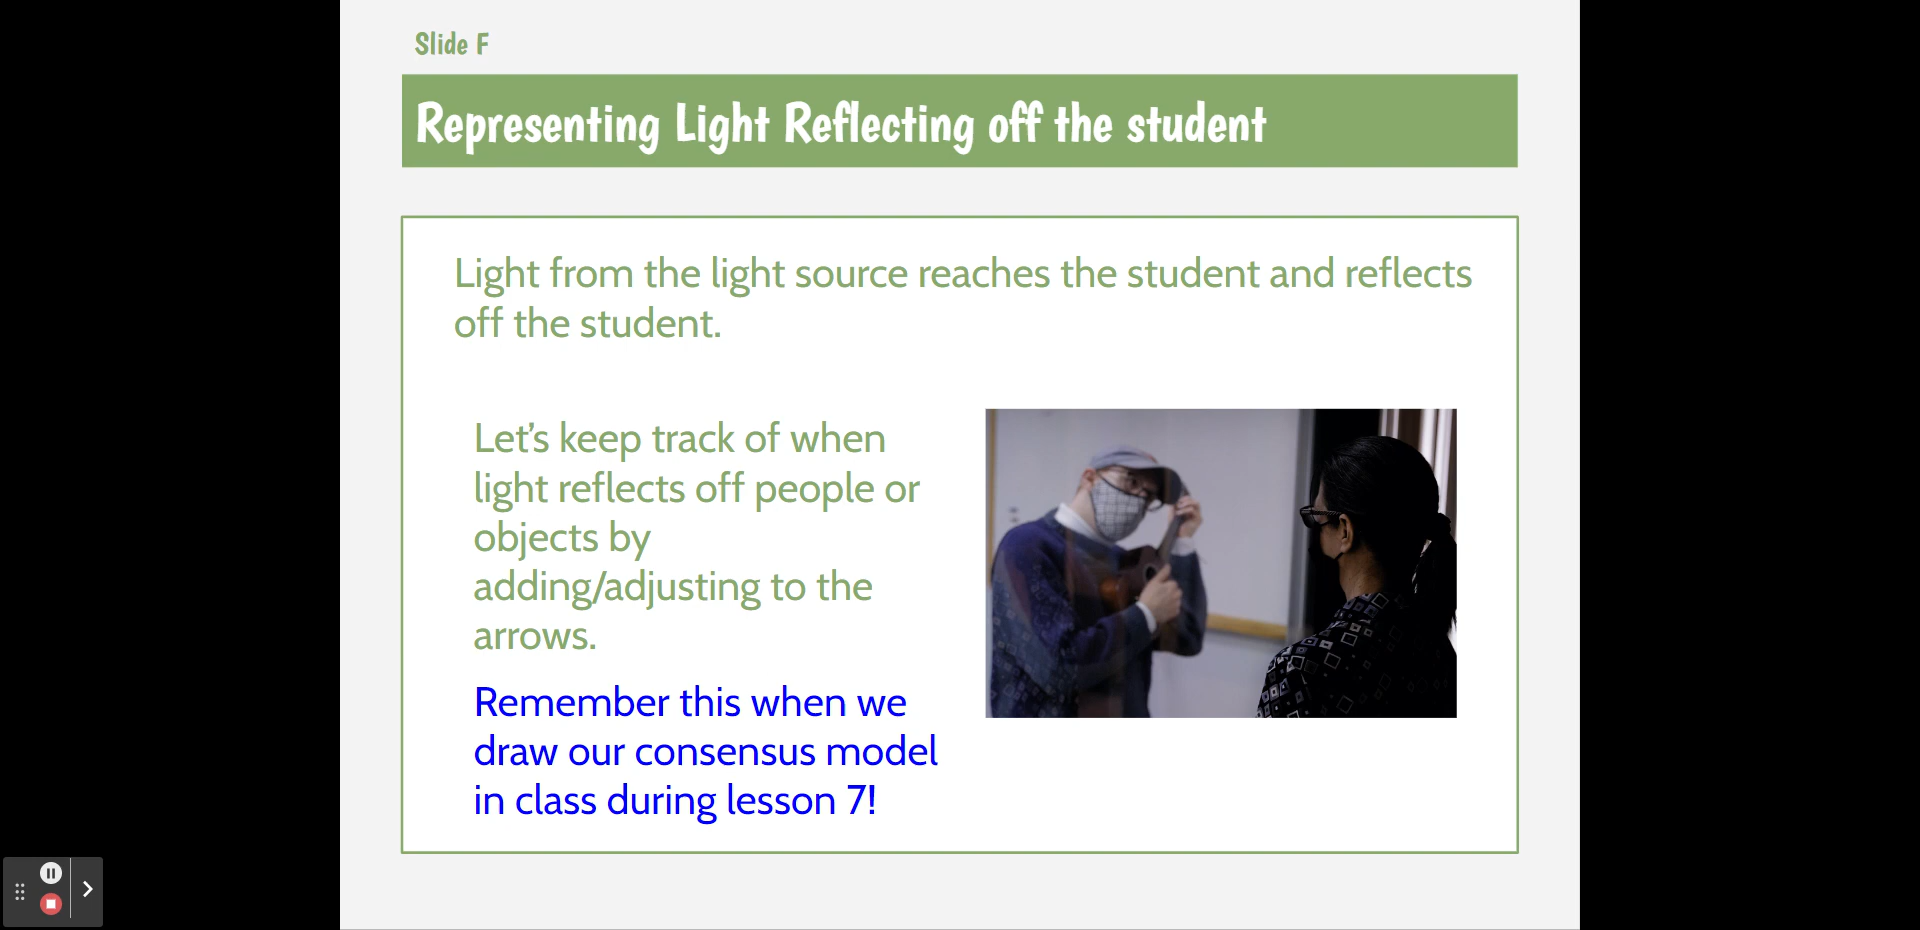 Slide F
Representing Light Reflecting off the student
Light from the light source reaches the student and reflects
off the student.
Let's keep track of when
light reflects off people or
objects by
adding/adjusting to the
arrows.
Remember this when we
draw our consensus model
in class during lesson 7!